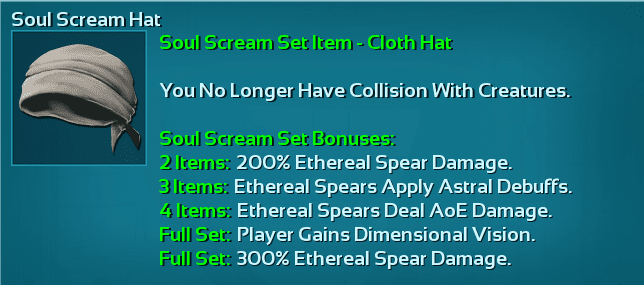 Soul Scream Hat
Soul Scream Set Item - Cloth Hat
You No Longer Have Collision With Creatures.
Soul Scream Set Bonuses:
2 Items: 200% Ethereal Spear Damage.
3 Items: Ethereal Spears Apply Astral Debuffs.
4 Items: Ethereal Spears Deal AoE Damage.
Full Set: Player Gains Dimensional Vision.
Full Set: 300% Ethereal Spear Damage.